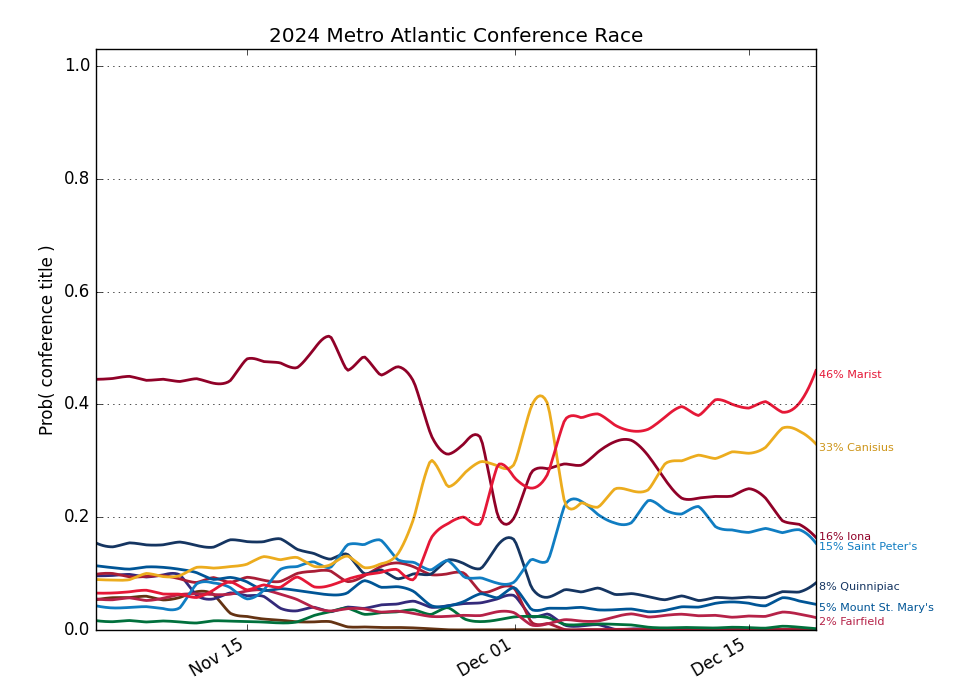 2024 Metro Atlantic Conference Race
Prob( conference title )
1.0
0.8
0.6
0.4
0.2
0.0
46% Marist
33% Canisius
16% Iona
15% Saint Peter's
8% Quinnipiac
5% Mount St. Mary's
2% Fairfield
Nov 15
Dec 01
Dec 15